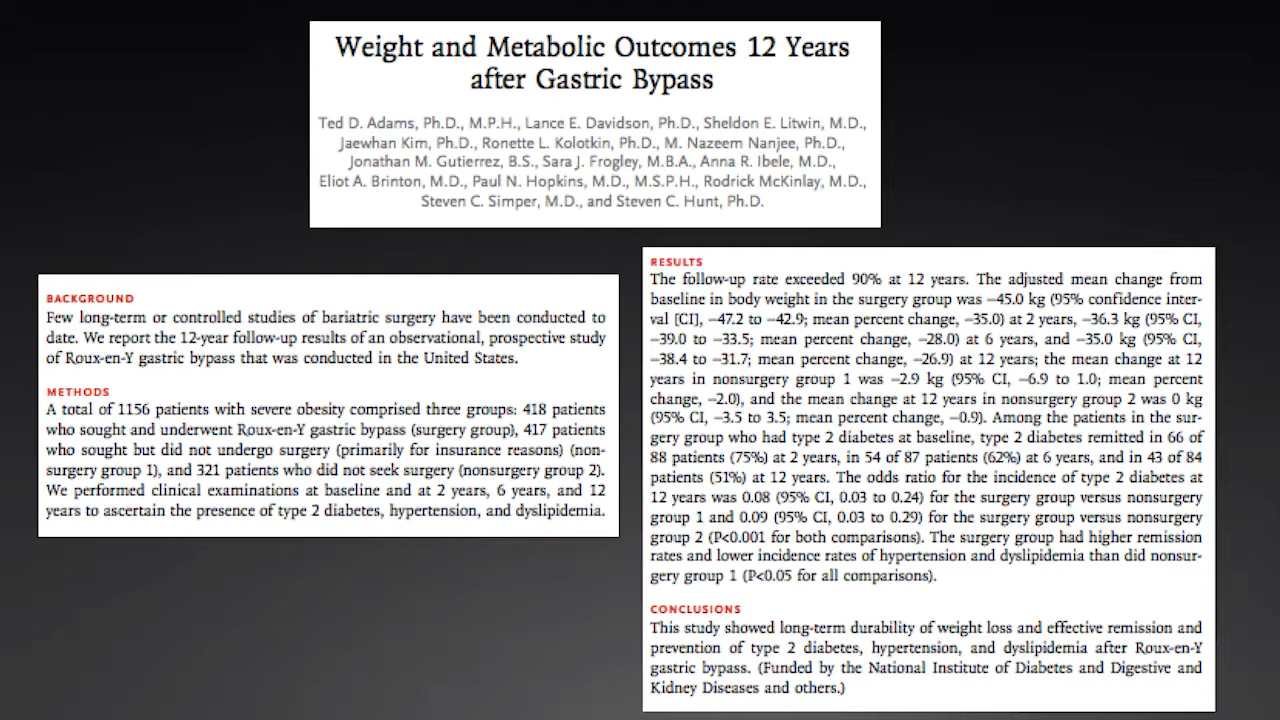 Weight and Metabolic Outcomes 12 Years
after Gastric Bypass
Ted D. Adams, Ph.D., M.P.H., Lance E. Davidson, Ph.D., Sheldon E. Litwin, M.D.,
Jaewhan Kim, Ph.D., Ronette L. Kolotkin, Ph.D., M. Nazeem Nanjee, Ph.D.,
Jonathan M. Gutierrez, B.S., Sara J. Frogley, M.B.A., Anna R. Ibele, M.D.,
Eliot A. Brinton, M.D., Paul N. Hopkins, M.D., M.S.P.H., Rodrick McKinlay, M.D.,
Steven C. Simper, M.D., and Steven C. Hunt, Ph.D.
BACKGROUND
Few long-term or controlled studies of bariatric surgery have been conducted to
date. We report the 12-year follow-up results of an observational, prospective study
of Roux-en-Y gastric bypass that was conducted in the United States.
METHODS
A total of 1156 patients with severe obesity comprised three groups: 418 patients
who sought and underwent Roux-en-Y gastric bypass (surgery group), 417 patients
who sought but did not undergo surgery (primarily for insurance reasons) (non-
surgery group 1), and 321 patients who did not seek surgery (nonsurgery group 2).
We performed clinical examinations at baseline and at 2 years, 6 years, and 12
years to ascertain the presence of type 2 diabetes, hypertension, and dyslipidemia.
RESULTS
The follow-up rate exceeded 90% at 12 years. The adjusted mean change from
baseline in body weight in the surgery group was −45.0 kg (95% confidence inter-
val [CI], −47.2 to −42.9; mean percent change, −35.0) at 2 years, −36.3 kg (95% CI,
−39.0 to −33.5; mean percent change, −28.0) at 6 years, and −35.0 kg (95% CI,
−38.4 to −31.7; mean percent change, −26.9) at 12 years; the mean change at 12
years in nonsurgery group 1 was −2.9 kg (95% CI, −6.9 to 1.0; mean percent
change, −2.0), and the mean change at 12 years in nonsurgery group 2 was 0 kg
(95% CI, −3.5 to 3.5; mean percent change, −0.9). Among the patients in the sur-
gery group who had type 2 diabetes at baseline, type 2 diabetes remitted in 66 of
88 patients (75%) at 2 years, in 54 of 87 patients (62%) at 6 years, and in 43 of 84
patients (51%) at 12 years. The odds ratio for the incidence of type 2 diabetes at
12 years was 0.08 (95% CI, 0.03 to 0.24) for the surgery group versus nonsurgery
group 1 and 0.09 (95% CI, 0.03 to 0.29) for the surgery group versus nonsurgery
group 2 (P<0.001 for both comparisons). The surgery group had higher remission
rates and lower incidence rates of hypertension and dyslipidemia than did nonsur-
gery group 1 (P<0.05 for all comparisons).
CONCLUSIONS
This study showed long-term durability of weight loss and effective remission and
prevention of type 2 diabetes, hypertension, and dyslipidemia after Roux-en-Y
gastric bypass. (Funded by the National Institute of Diabetes and Digestive and
Kidney Diseases and others.)